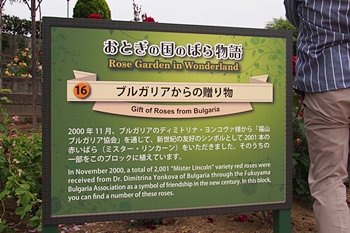 おとぎの国のばら物語
Rose Garden in Wonderland
16 ブルガリアからの贈り物
Gift of Roses from Bulgaria
2000 年 11 月、ブルガリアのディミトリナ・ヨンコヴァ様から「福山
ブルガリア協会」を通じて、新世紀の友好のシンボルとして 2001 本の
赤いばら（ミスター・リンカーン）をいただきました。そのうちの
一部をこのブロックに植えています。
In November 2000, a total of 2,001 “Mister Lincoln” variety red roses were
received from Dr. Dimitrina Yonkova of Bulgaria through the Fukuyama
Bulgaria Association as a symbol of friendship in the new century. In this block,
you can find a number of these roses.